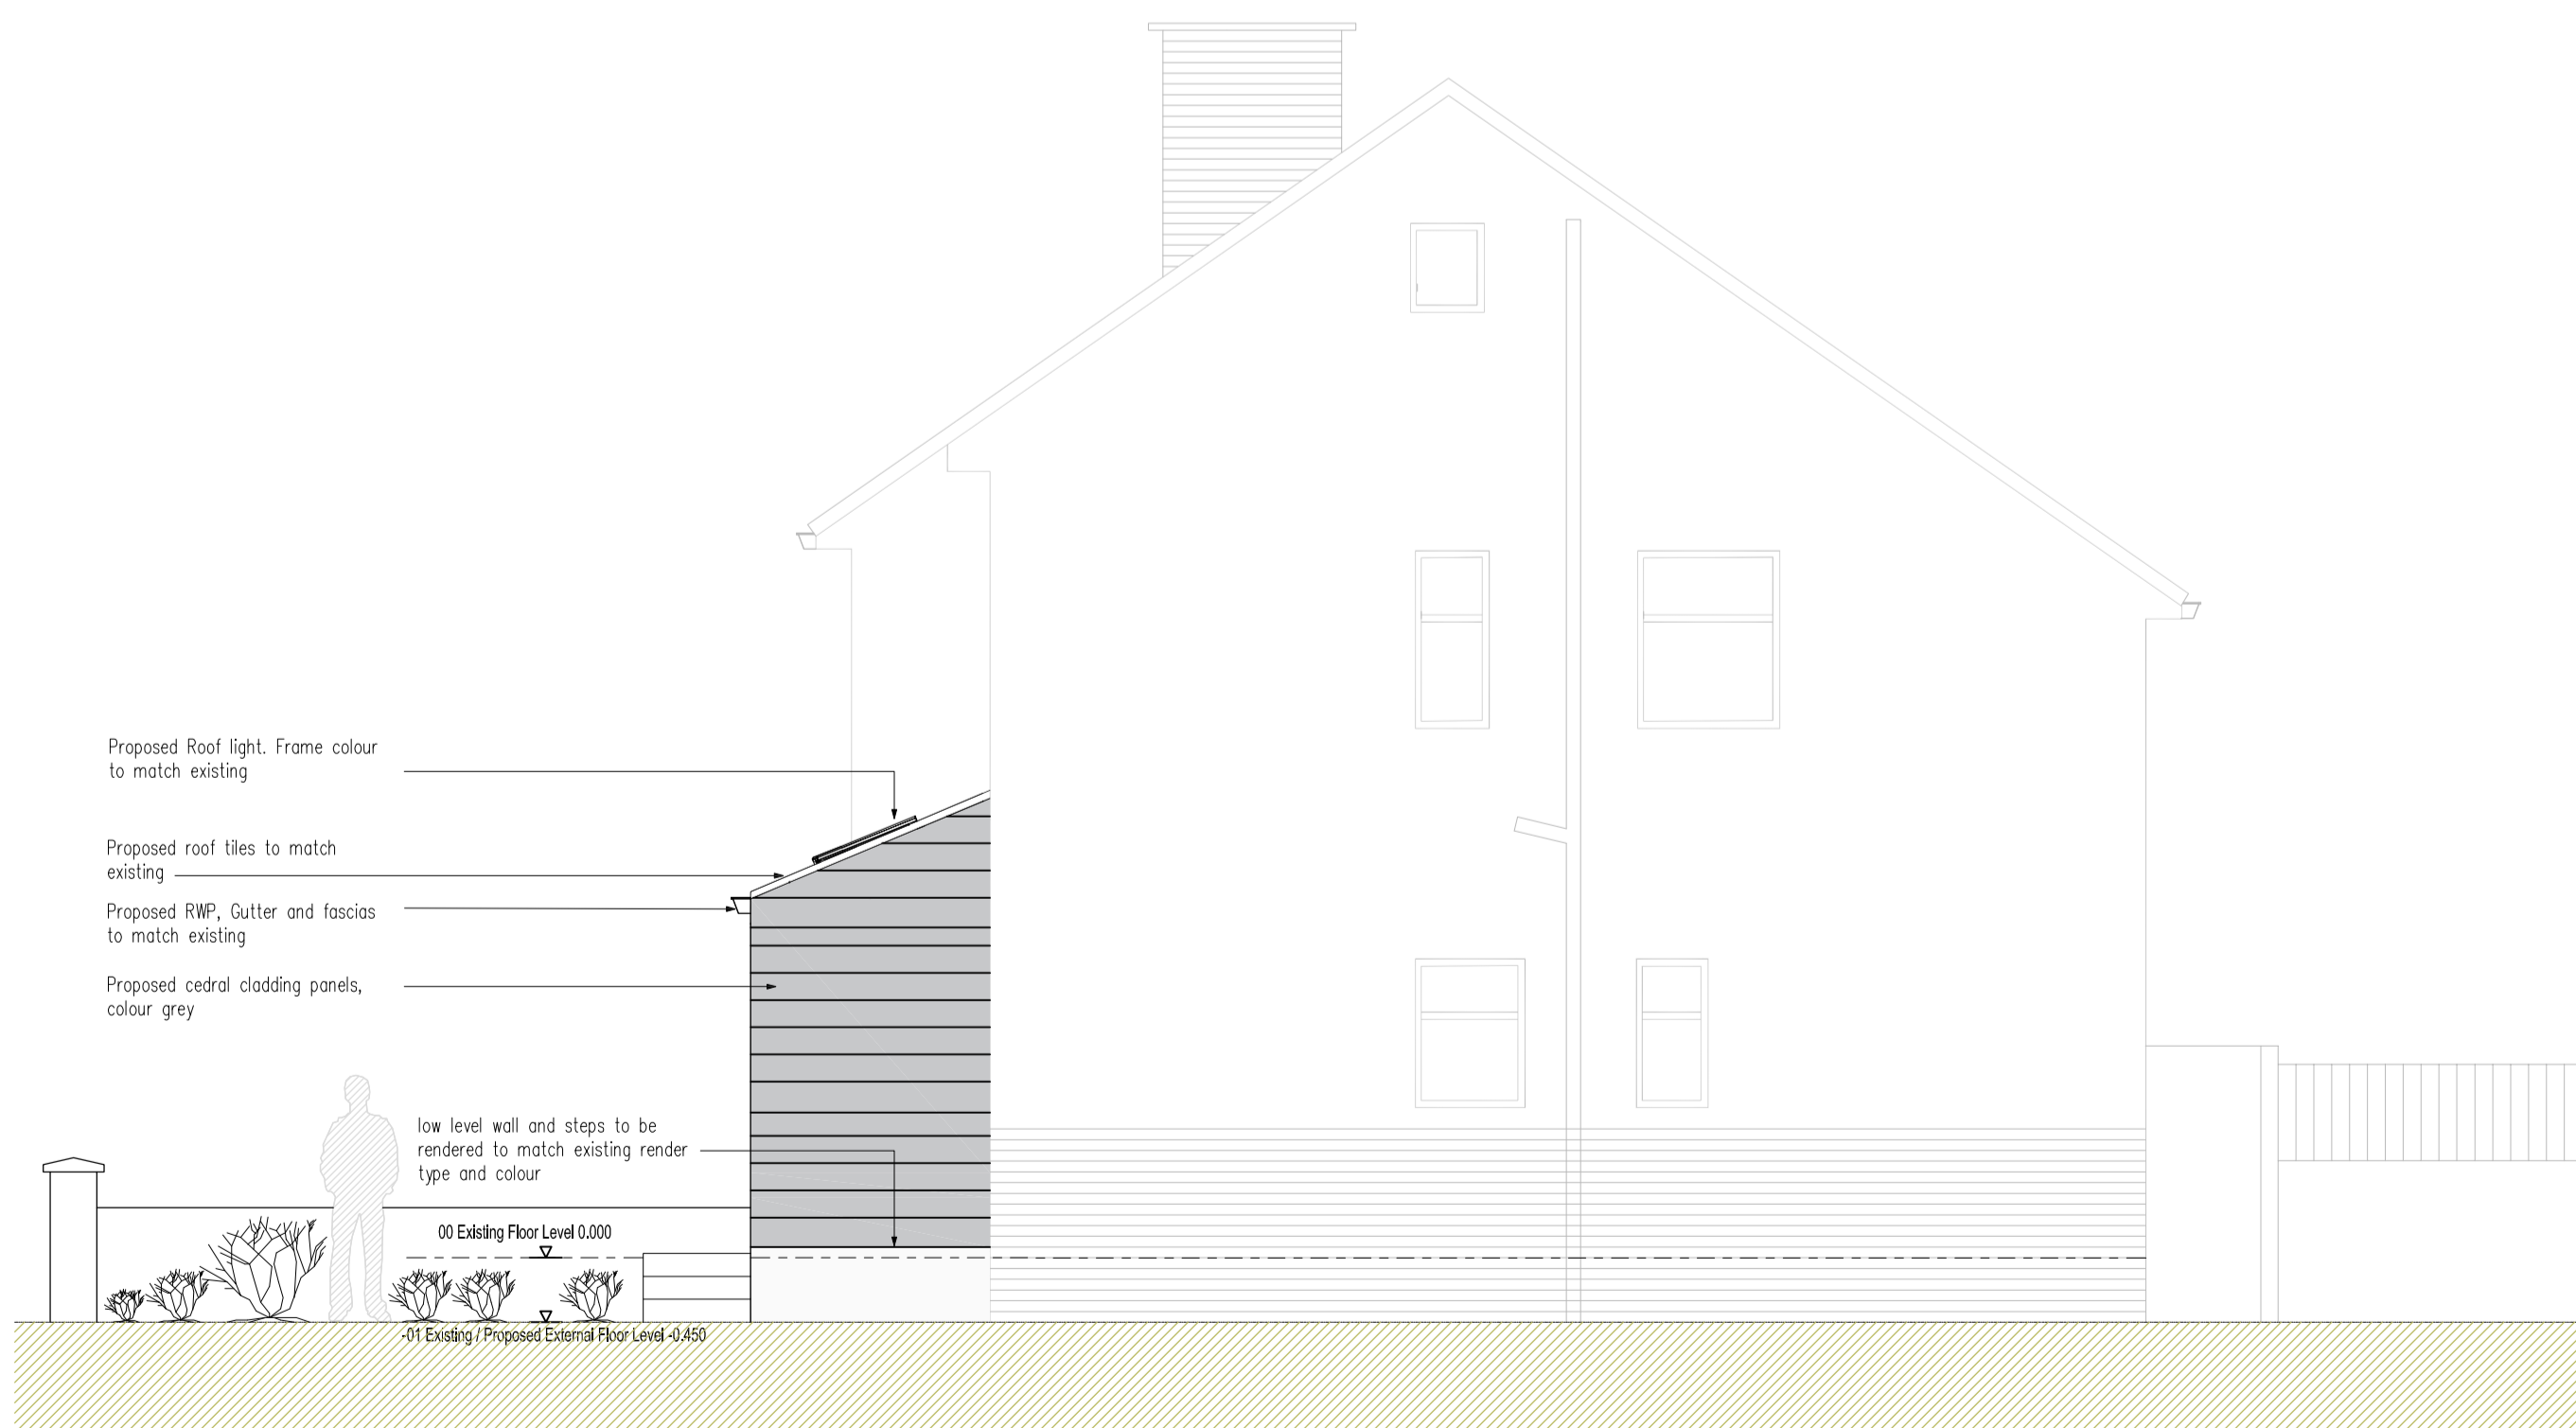 Proposed Roof light. Frame colour
to match existing
Proposed roof tiles to match
existing
Proposed RWP, Gutter and fascias
to match existing
Proposed cedral cladding panels,
colour grey
low level wall and steps to be
rendered to match existing render
type and colour
00 Existing Floor Level 0.000
-01 Existing / Proposed External Floor Level -0.450